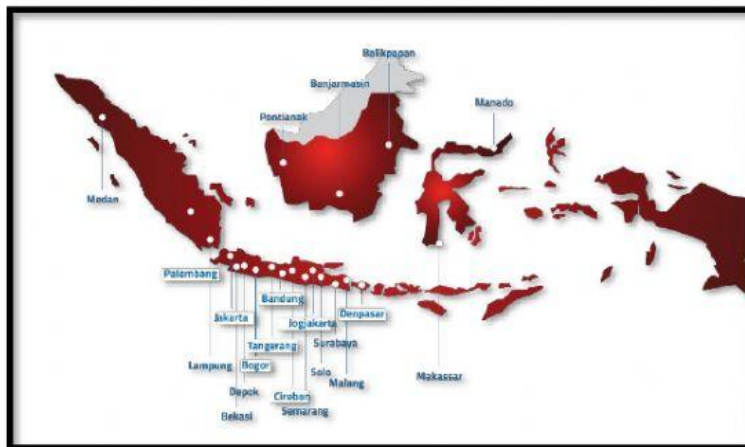 Balikpapan
Banjarmasin
Manado
Pontianak
Medan
Palembang
Bandung
Denpasar
Jakarta
Jogjakarta
Tangerang
Surabaya
Lampung
Bogor
Solo
Makassar
Malang
Depok
Cirebon
Semarang
Bekasi